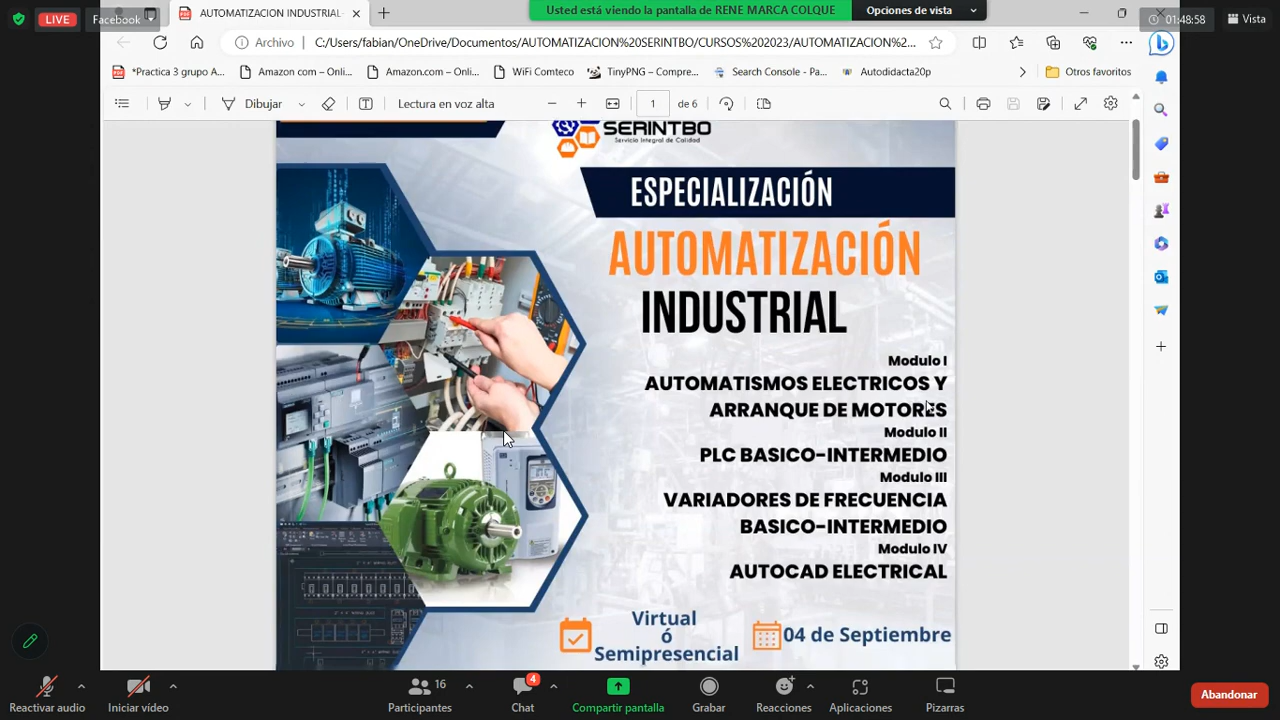 LIVE
Facebook
AUTOMATIZACION INDUSTRIAL
Usted está viendo la pantalla de RENE MARCA COLQUE
Opciones de vista
01:48:58
Vista
Archivo
C:/Users/fabian/OneDrive/Documentos/AUTOMATIZACION%20SERINTBO/CURSOS%202023/AUTOMATIZACION%2...
*Practica 3 grupo A...
Amazon com – Onli...
Amazon.com – Onli...
WiFi Comteco
TinyPNG – Compre...
Search Console - Pa...
Autodidacta20p
Otros favoritos
Dibujar
Lectura en voz alta
1
de 6
SERINTBO
Servicio Integral de Calidad
ESPECIALIZACIÓN
AUTOMATIZACIÓN
INDUSTRIAL
Modulo I
AUTOMATISMOS ELECTRICOS Y
ARRANQUE DE MOTORES
Modulo II
PLC BASICO-INTERMEDIO
Modulo III
VARIADORES DE FRECUENCIA
BASICO-INTERMEDIO
Modulo IV
AUTOCAD ELECTRICAL
Virtual
ó
Semipresencial
04 de Septiembre
Reactivar audio
Iniciar vídeo
16
Participantes
4
Chat
Compartir pantalla
Grabar
Reacciones
Aplicaciones
Pizarras
Abandonar